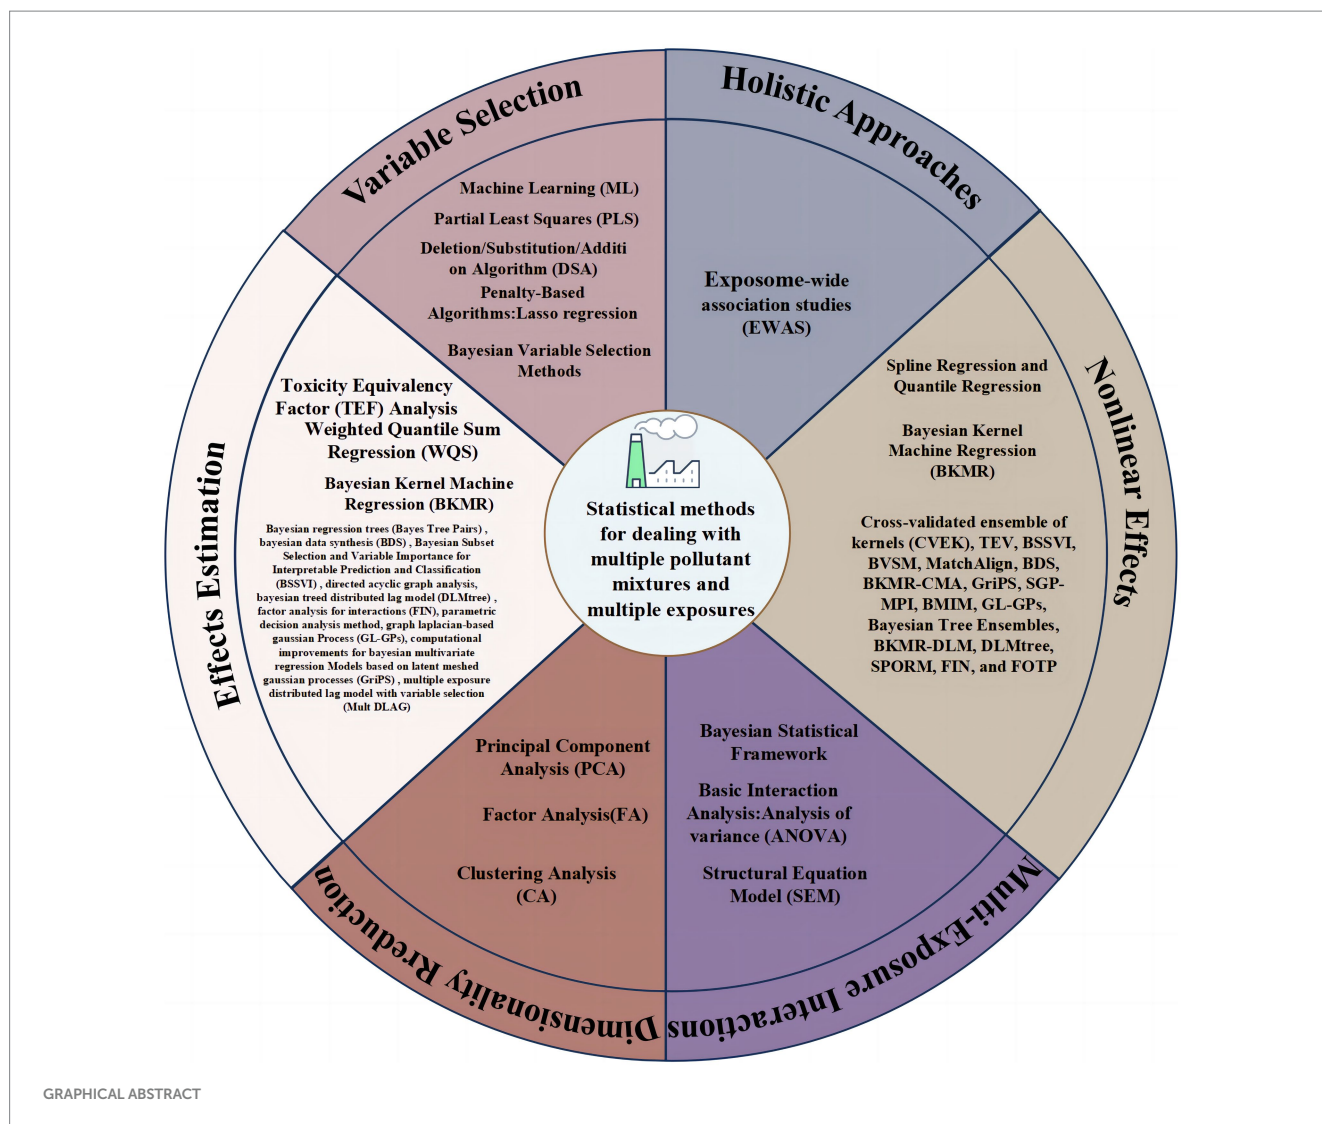 Variable Selection
Machine Learning (ML)
Partial Least Squares (PLS)
Deletion/Substitution/Additi
on Algorithm (DSA)
Penalty-Based
Algorithms:Lasso regression
Bayesian Variable Selection
Methods
Holistic Approaches
Exposome-wide
association studies
(EWAS)
Nonlinear Effects
Spline Regression and
Quantile Regression
Bayesian Kernel
Machine Regression
(BKMR)
Cross-validated ensemble of
kernels (CVEK), TEV, BSSVI,
BVSM, MatchAlign, BDS,
BKMR-CMA, GriPS, SGP-
MPI, BMIM, GL-GPs,
Bayesian Tree Ensembles,
BKMR-DLM, DLMtree,
SPORM, FIN, and FOTP
Multi-Exposure Interactions
Bayesian Statistical
Framework
Basic Interaction
Analysis:Analysis of
variance (ANOVA)
Structural Equation
Model (SEM)
Dimensionality Rreduction
Principal Component
Analysis (PCA)
Factor Analysis(FA)
Clustering Analysis
(CA)
Effects Estimation
Toxicity Equivalency
Factor (TEF) Analysis
Weighted Quantile Sum
Regression (WQS)
Bayesian Kernel Machine
Regression (BKMR)
Bayesian regression trees (Bayes Tree Pairs) ,
bayesian data synthesis (BDS) , Bayesian Subset
Selection and Variable Importance for
Interpretable Prediction and Classification
(BSSVI) , directed acyclic graph analysis,
bayesian treed distributed lag model (DLMtree) ,
factor analysis for interactions (FIN), parametric
decision analysis method, graph laplacian-based
gaussian Process (GL-GPs), computational
improvements for bayesian multivariate
regression Models based on latent meshed
gaussian processes (GriPS) , multiple exposure
distributed lag model with variable selection
(Mult DLAG)
Statistical methods
for dealing with
multiple pollutant
mixtures and
multiple exposures
GRAPHICAL ABSTRACT